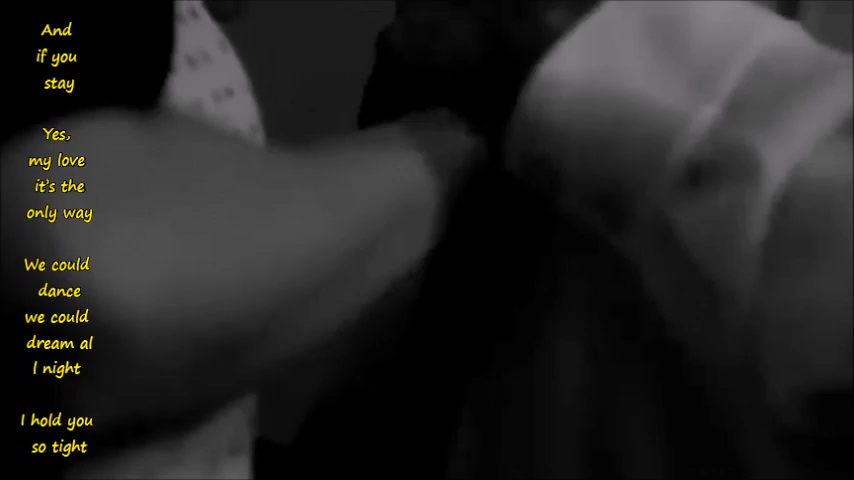 And
if you
stay
Yes,
my love
it's the
only way
We could
dance
we could
dream al
l night
I hold you
so tight